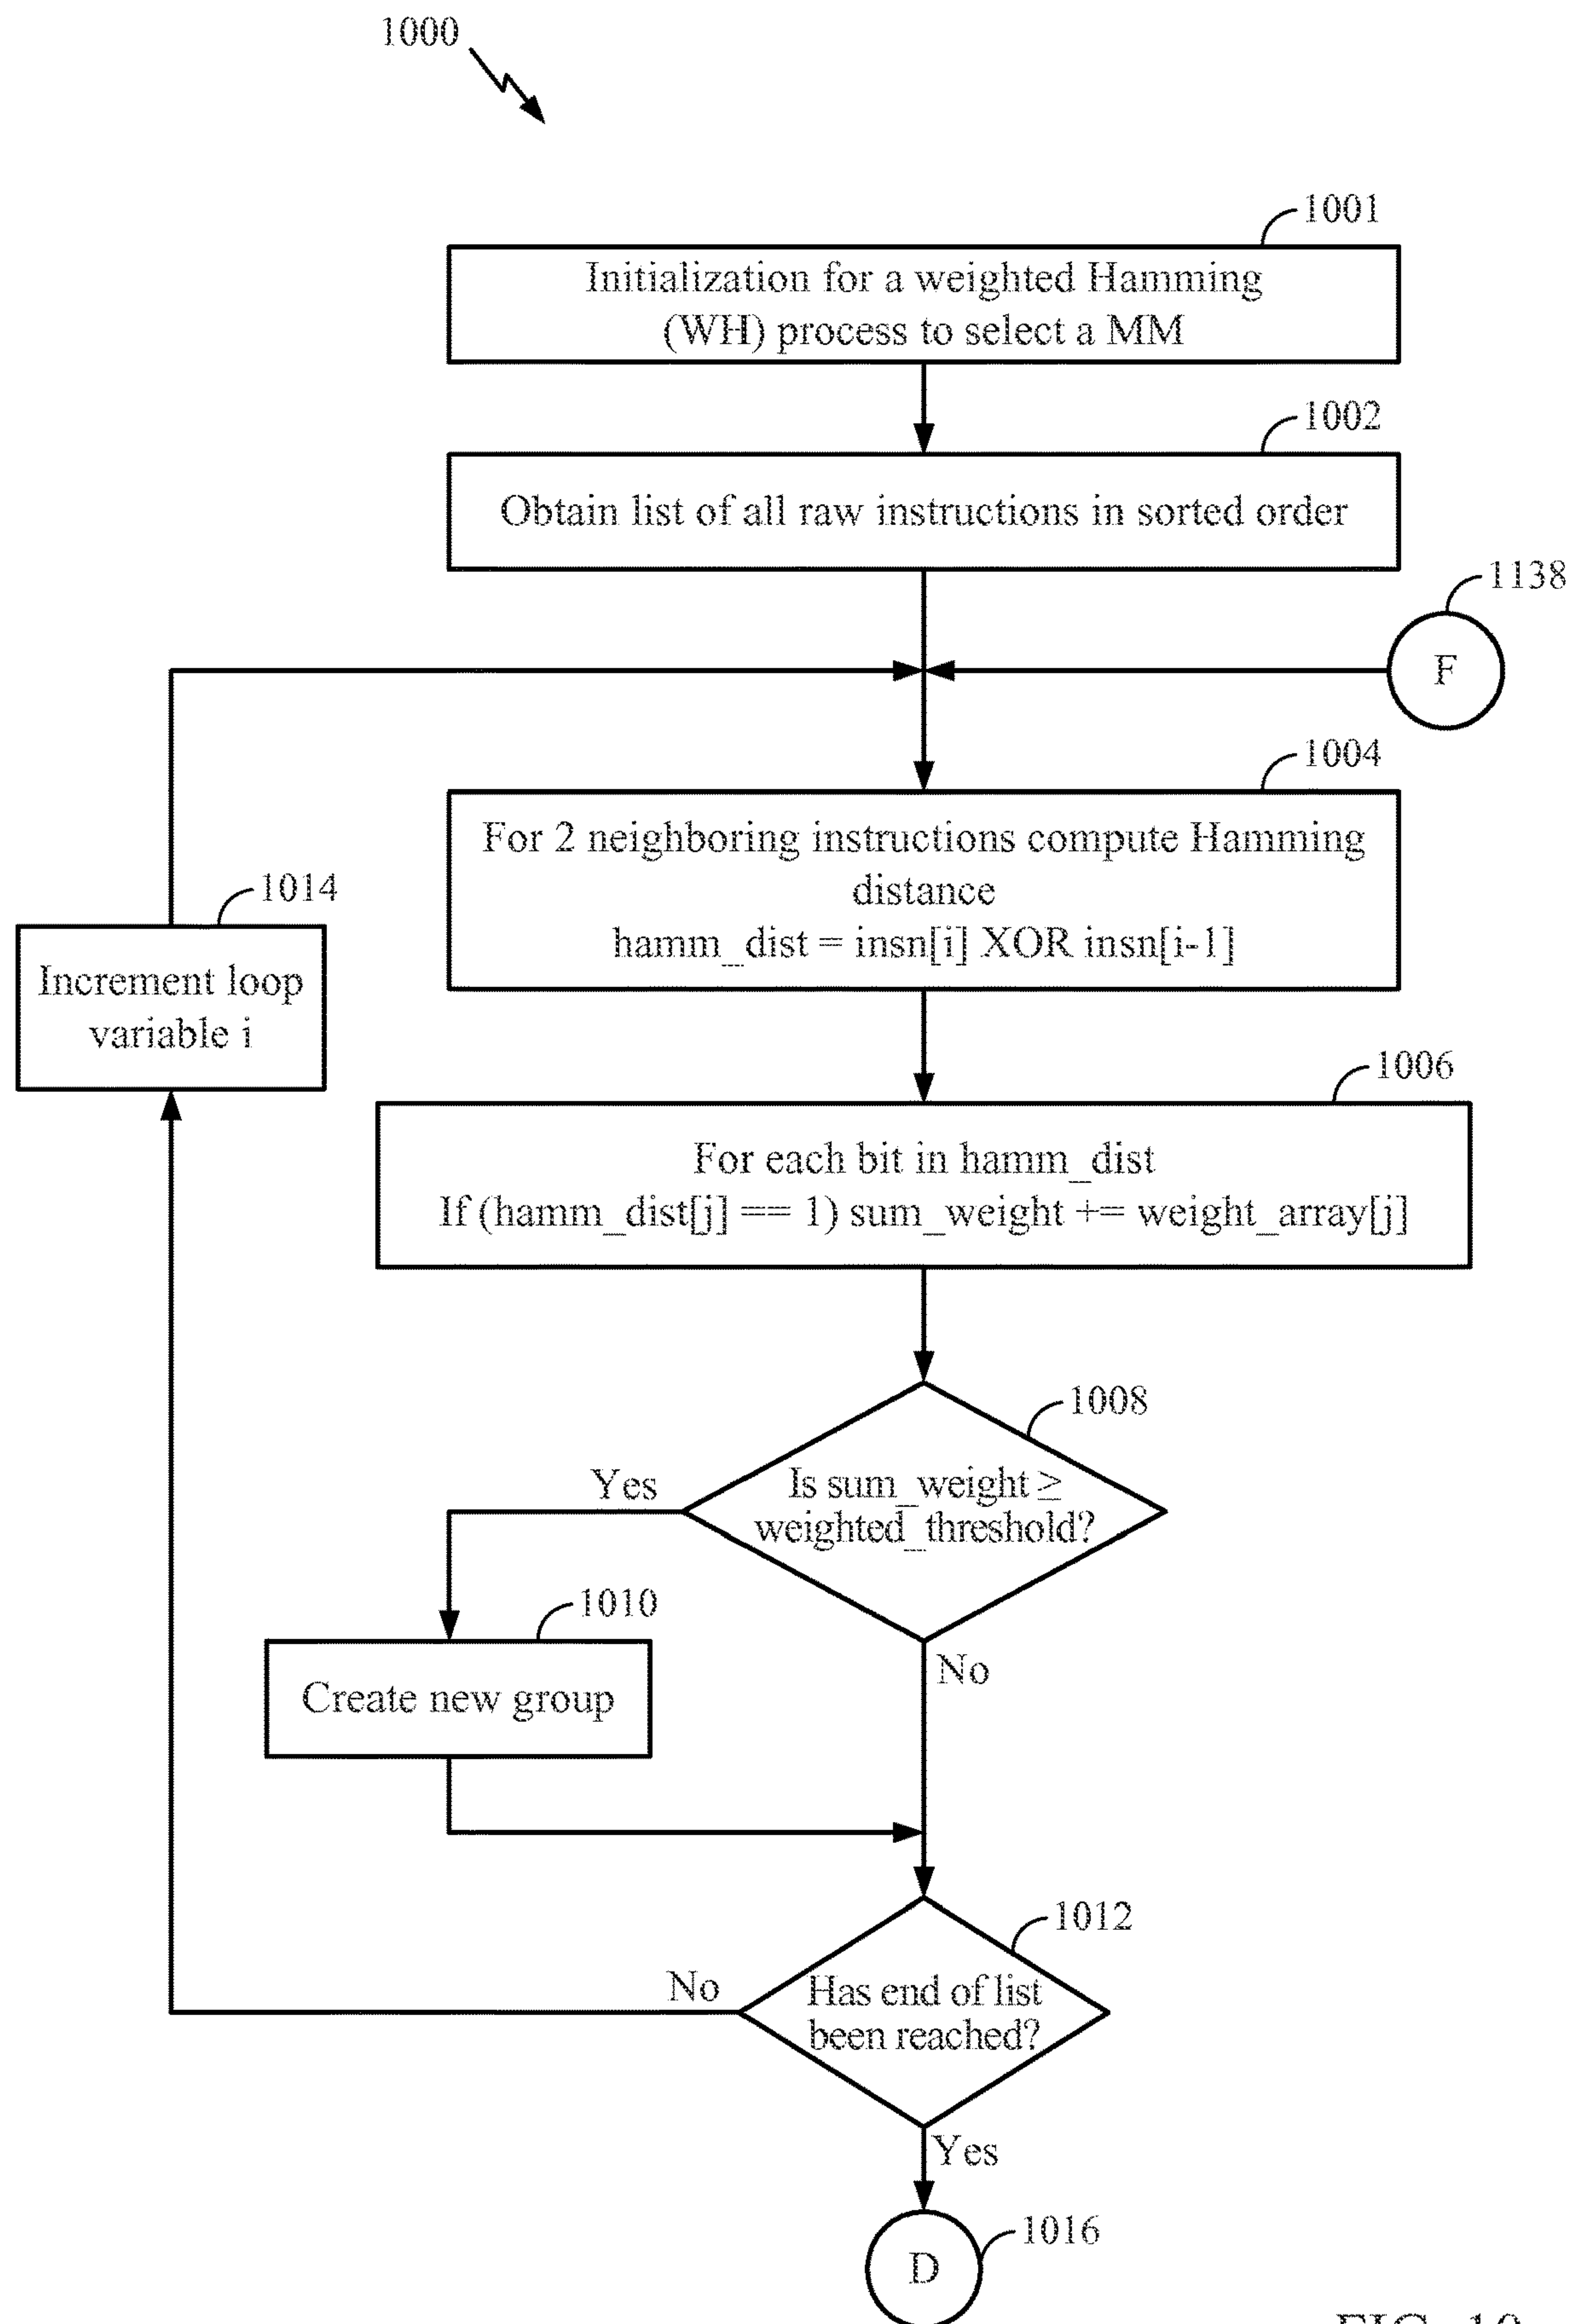 1000
1001
Initialization for a weighted Hamming
(WH) process to select a MM
1002
Obtain list of all raw instructions in sorted order
1138
F
1004
For 2 neighboring instructions compute Hamming
distance
hamm_dist = insn[i] XOR insn[i-1]
1014
Increment loop
variable i
1006
For each bit in hamm_dist
If (hamm_dist[j] == 1) sum_weight += weight_array[j]
1008
Is sum_weight ≥
weighted_threshold?
Yes
No
1010
Create new group
1012
Has end of list
been reached?
No
Yes
1016
D
FIG. 10